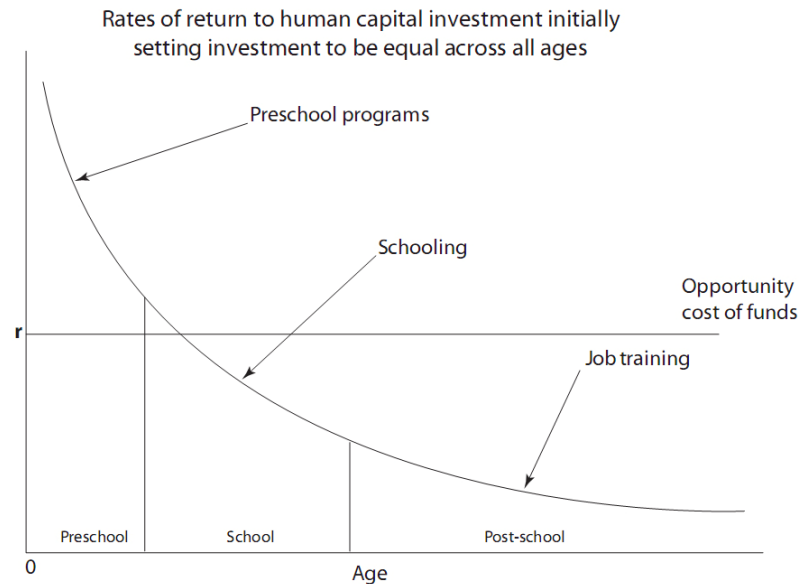 Rates of return to human capital investment initially
setting investment to be equal across all ages
Preschool programs
Schooling
Opportunity
cost of funds
r
Job training
Preschool
School
Post-school
0
Age